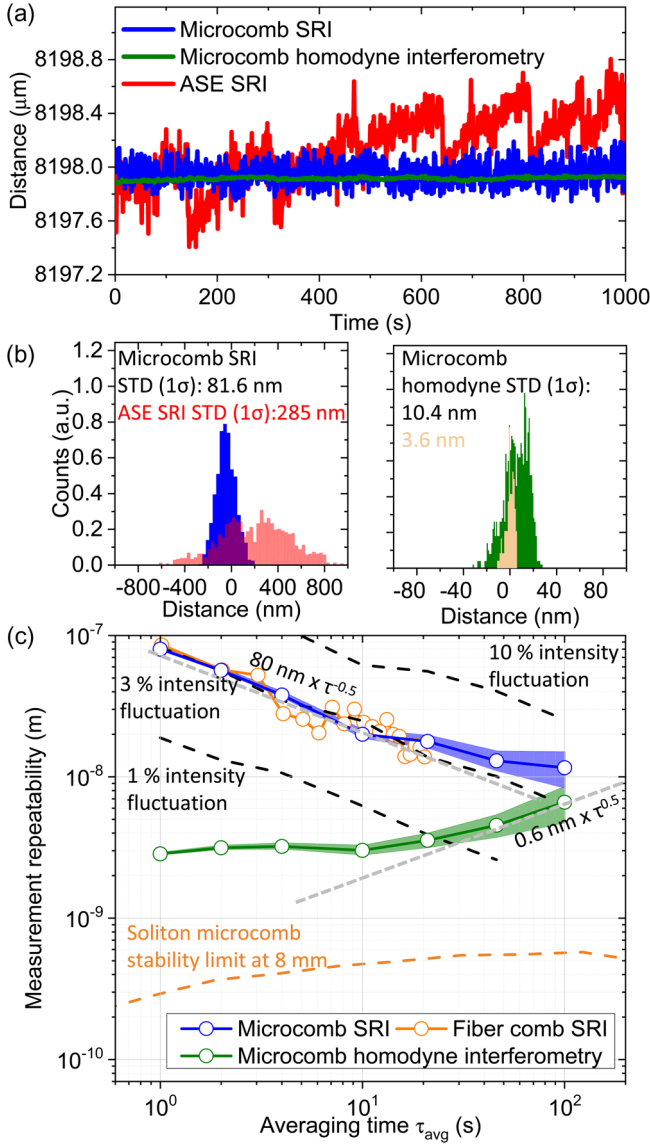 (a)
Microcomb SRI
Microcomb homodyne interferometry
ASE SRI
8198.8
8198.4
8198.0
8197.6
8197.2
Distance (μm)
0 200 400 600 800 1000
Time (s)
(b)
1.2
1.0
0.8
0.6
0.4
0.2
0.0
Counts (a.u.)
Microcomb SRI
STD (1σ): 81.6 nm
ASE SRI STD (1σ):285 nm
-800 -400 0 400 800
Distance (nm)
Microcomb
homodyne STD (1σ):
10.4 nm
3.6 nm
-80 -40 0 40 80
Distance (nm)
(c)
10⁻⁷
10⁻⁸
10⁻⁹
10⁻¹⁰
Measurement repeatability (m)
80 nm x τ⁻⁰·⁵
10 % intensity
fluctuation
3 % intensity
fluctuation
1 % intensity
fluctuation
0.6 nm x τ⁰·⁵
Soliton microcomb
stability limit at 8 mm
Microcomb SRI
Fiber comb SRI
Microcomb homodyne interferometry
10⁰ 10¹ 10²
Averaging time τavg (s)